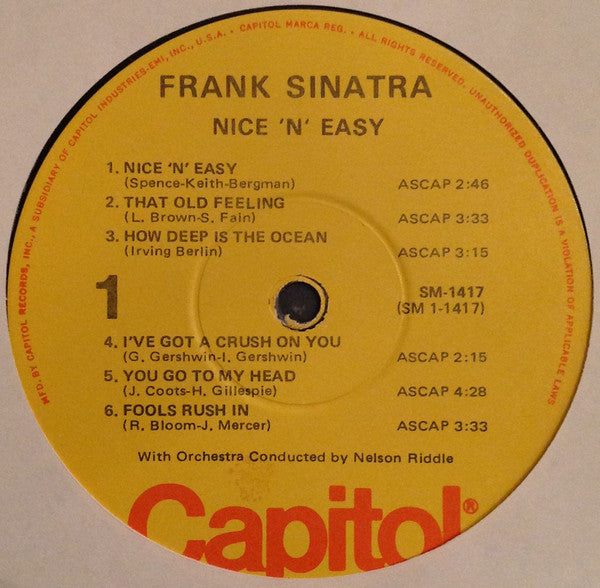 MFD. BY CAPITOL RECORDS, INC., A SUBSIDIARY OF CAPITOL INDUSTRIES-EMI, INC., U.S.A. • CAPITOL MARCA REG. • ALL RIGHTS RESERVED. UNAUTHORIZED DUPLICATION IS A VIOLATION OF APPLICABLE LAWS
FRANK SINATRA
NICE 'N' EASY
1. NICE 'N' EASY
(Spence-Keith-Bergman) ASCAP 2:46
2. THAT OLD FEELING
(L. Brown-S. Fain) ASCAP 3:33
3. HOW DEEP IS THE OCEAN
(Irving Berlin) ASCAP 3:15
1 SM-1417
(SM 1-1417)
4. I'VE GOT A CRUSH ON YOU
(G. Gershwin-I. Gershwin) ASCAP 2:15
5. YOU GO TO MY HEAD
(J. Coots-H. Gillespie) ASCAP 4:28
6. FOOLS RUSH IN
(R. Bloom-J. Mercer) ASCAP 3:33
With Orchestra Conducted by Nelson Riddle
Capitol®